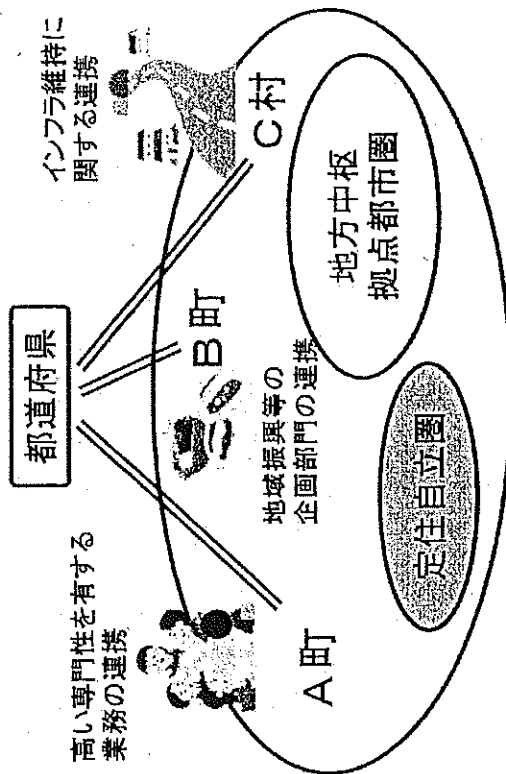 都道府県
高い専門性を有する
業務の連携
インフラ維持に
関する連携
A町
B町
C村
地域振興等の
企画部門の連携
定住自立圏
地方中枢
拠点都市圏